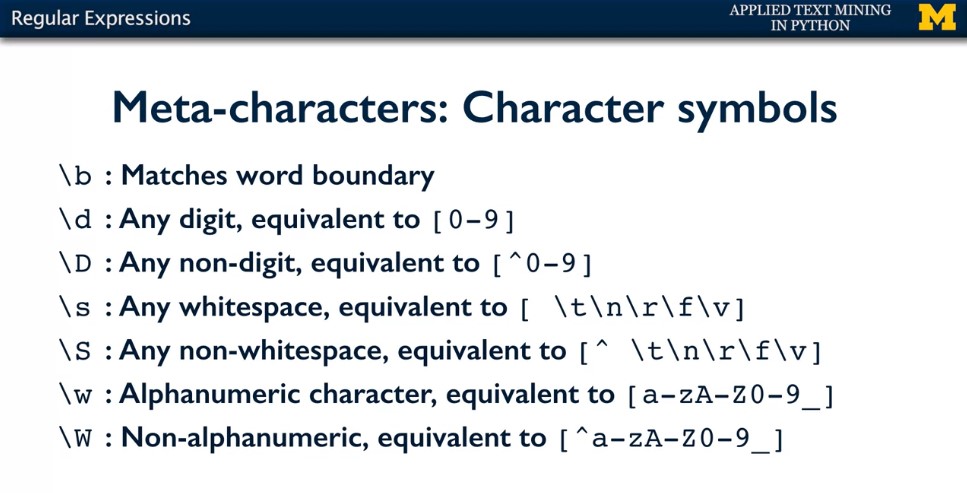 Regular Expressions
APPLIED TEXT MINING
IN PYTHON
M
Meta-characters: Character symbols
\b : Matches word boundary
\d : Any digit, equivalent to [0-9]
\D : Any non-digit, equivalent to [^0-9]
\s : Any whitespace, equivalent to [ \t\n\r\f\v]
\S : Any non-whitespace, equivalent to [^ \t\n\r\f\v]
\w : Alphanumeric character, equivalent to [a-zA-Z0-9_]
\W : Non-alphanumeric, equivalent to [^a-zA-Z0-9_]